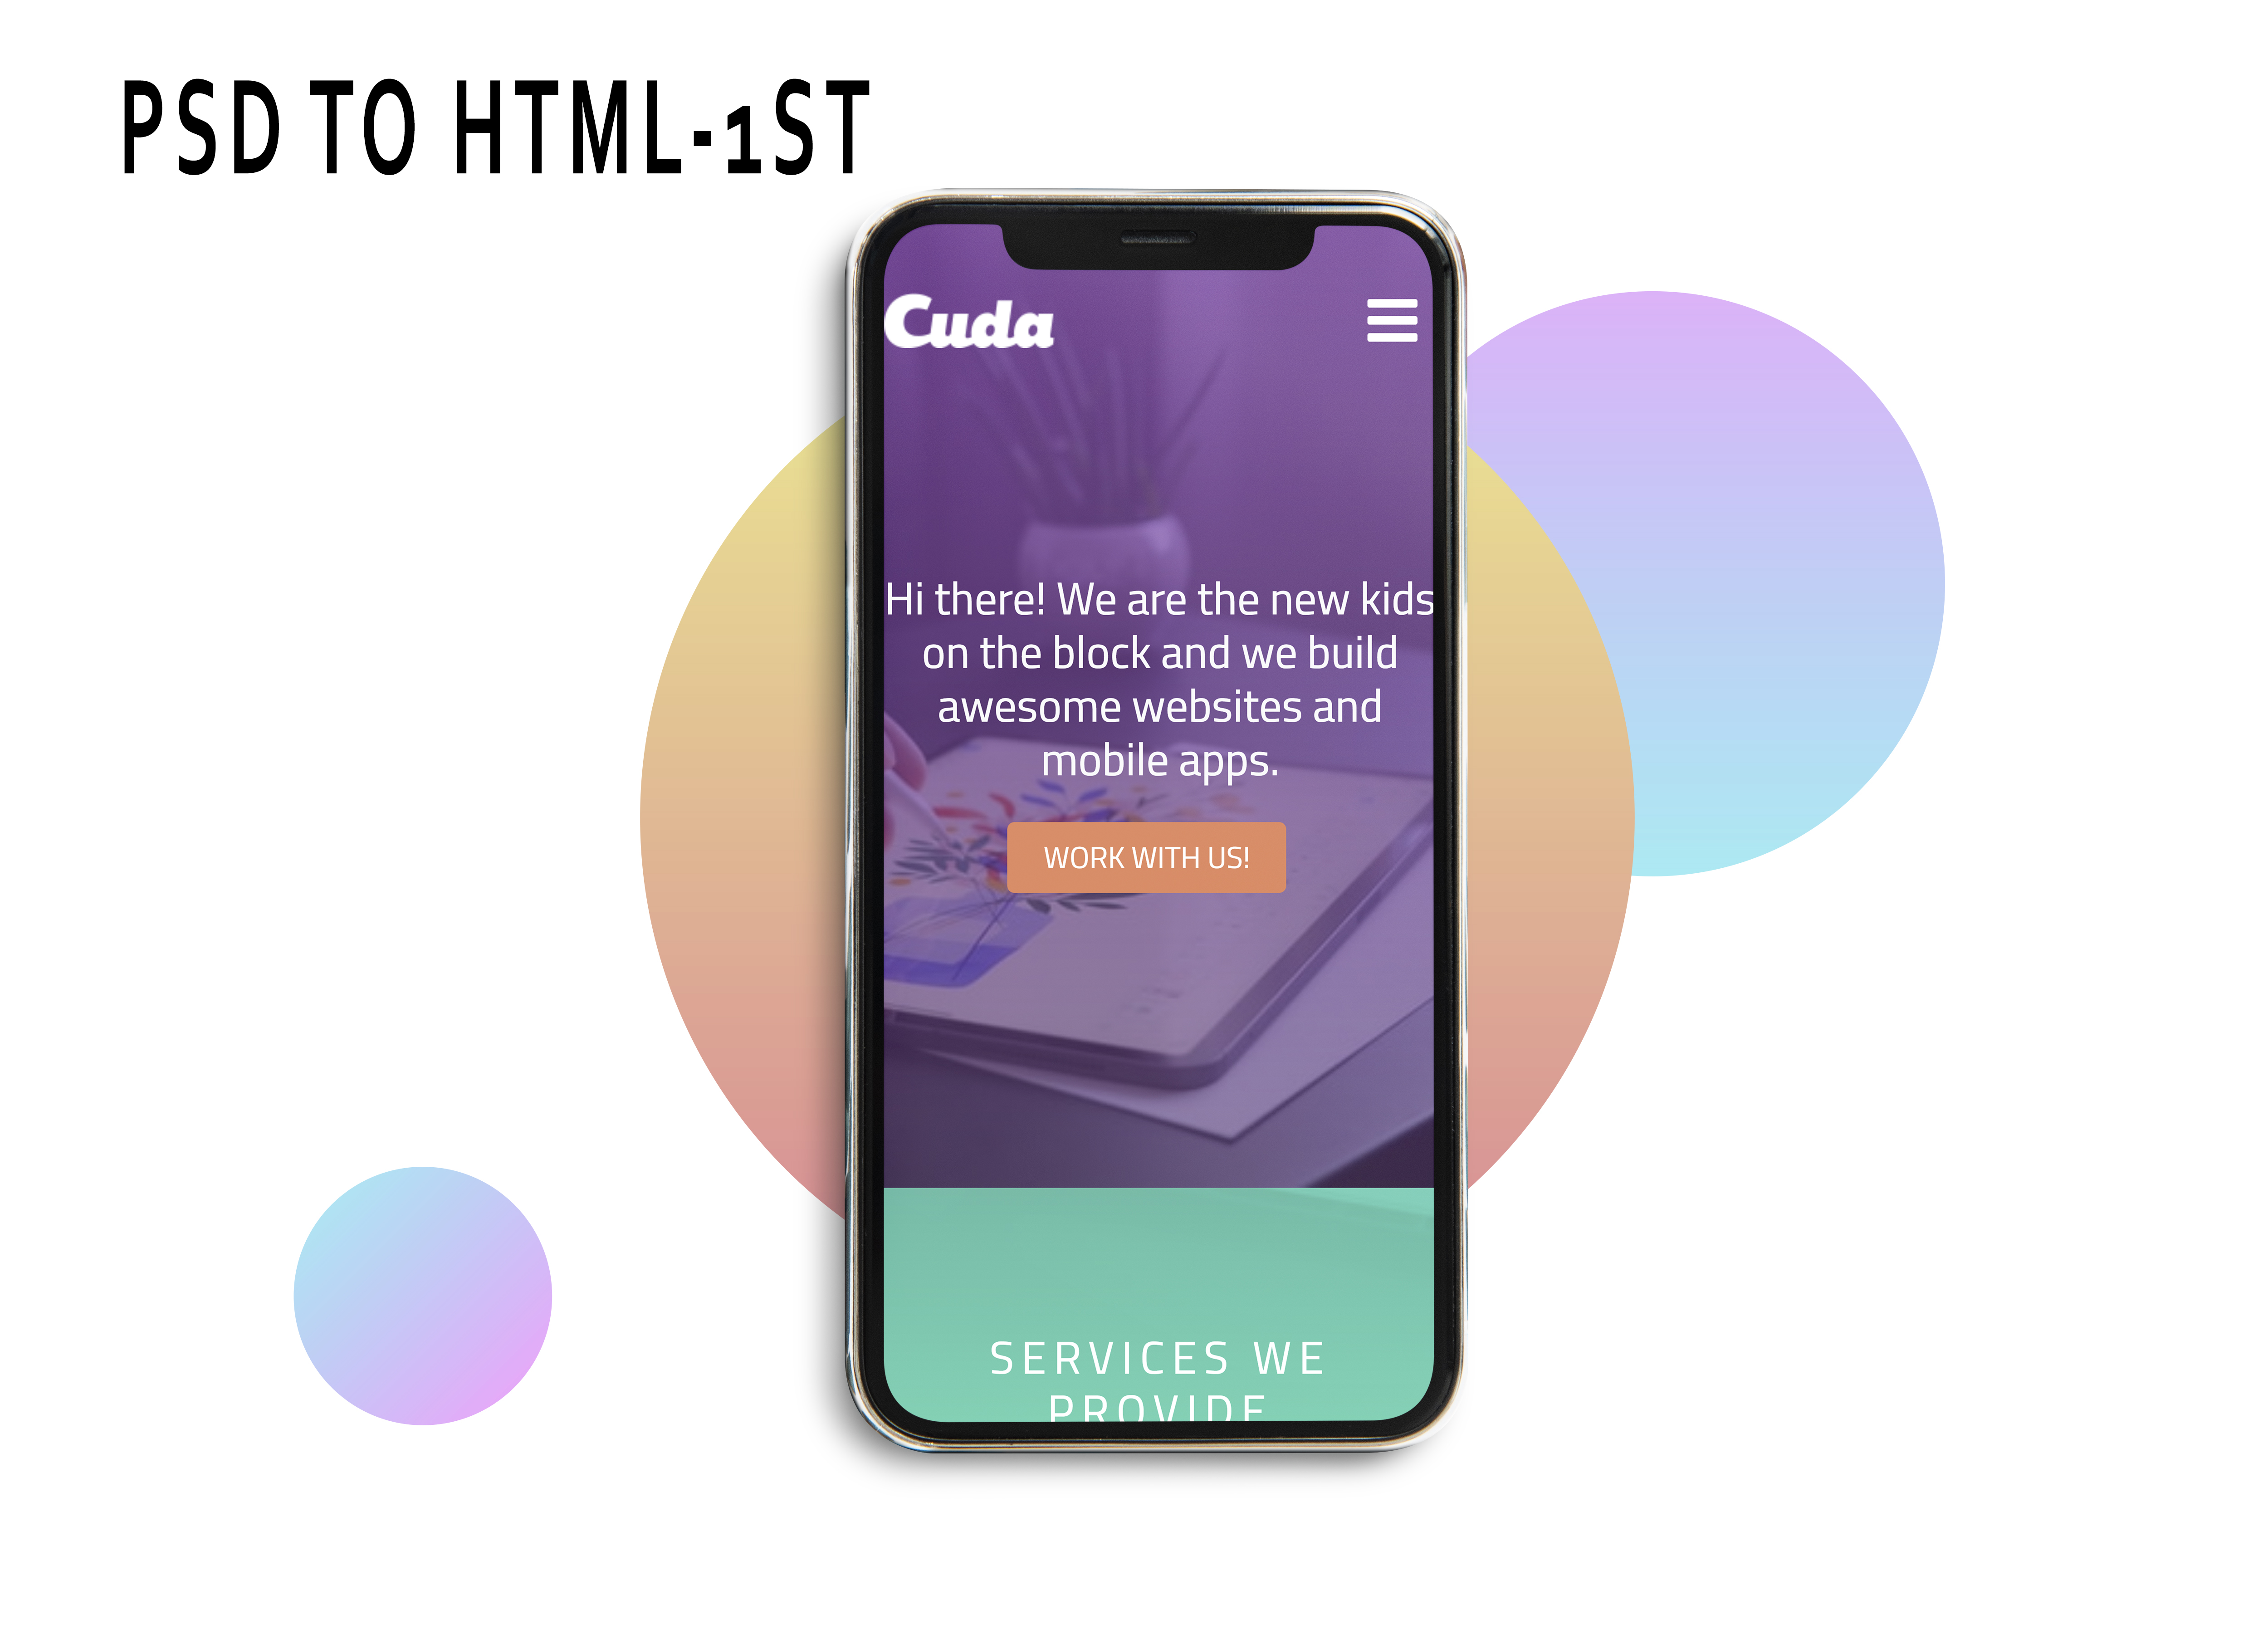 PSD TO HTML-1ST
Cuda
Hi there! We are the new kids
on the block and we build
awesome websites and
mobile apps.
WORK WITH US!
SERVICES WE
PROVIDE